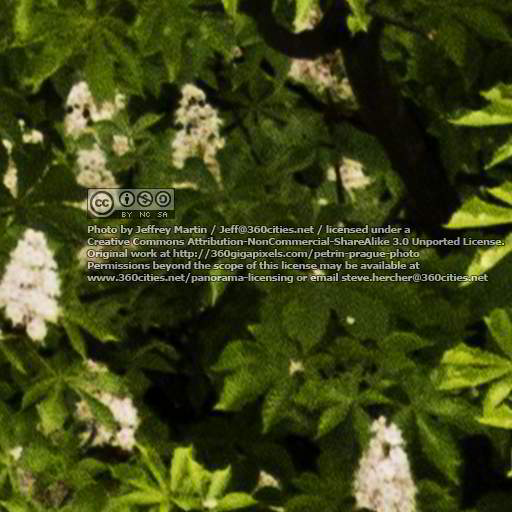 cc BY NC SA
Photo by Jeffrey Martin / Jeff@360cities.net / licensed under a
Creative Commons Attribution-NonCommercial-ShareAlike 3.0 Unported License.
Original work at http://360gigapixels.com/petrin-prague-photo
Permissions beyond the scope of this license may be available at
www.360cities.net/panorama-licensing or email steve.hercher@360cities.net